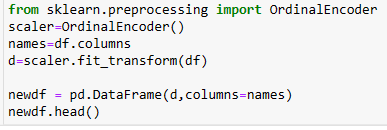 from sklearn.preprocessing import OrdinalEncoder
scaler=OrdinalEncoder()
names=df.columns
d=scaler.fit_transform(df)
newdf = pd.DataFrame(d,columns=names)
newdf.head()